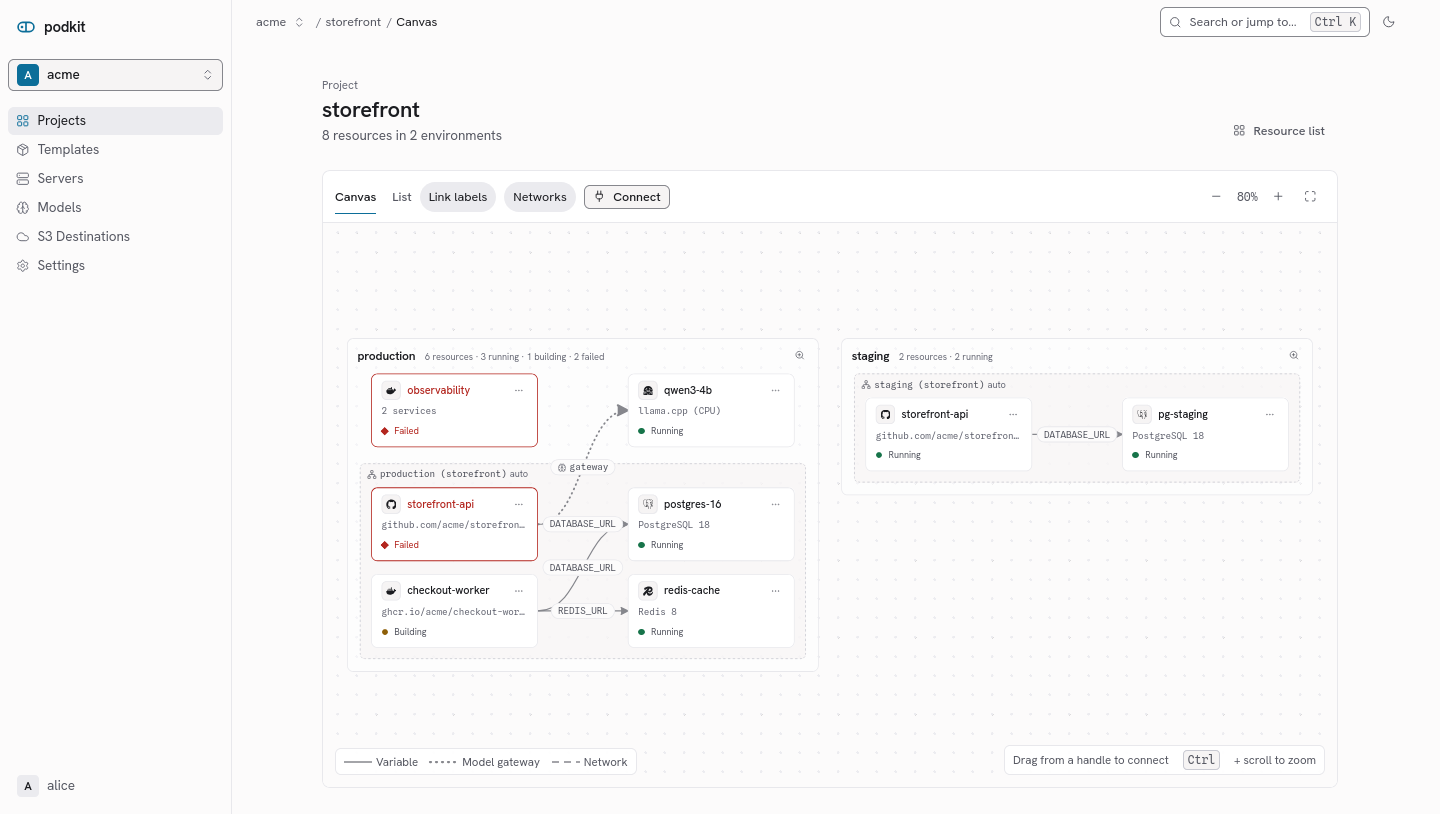 podkit
acme / storefront / Canvas
Search or jump to... Ctrl K
A acme
Projects
Templates
Servers
Models
S3 Destinations
Settings
A alice
Project
storefront
8 resources in 2 environments
Resource list
Canvas List Link labels Networks Connect
80%
production 6 resources · 3 running · 1 building · 2 failed
observability
2 services
Failed
qwen3-4b
llama.cpp (CPU)
Running
gateway
production (storefront) auto
storefront-api
github.com/acme/storefron…
Failed
DATABASE_URL
postgres-16
PostgreSQL 18
Running
DATABASE_URL
checkout-worker
ghcr.io/acme/checkout-wor…
Building
REDIS_URL
redis-cache
Redis 8
Running
staging 2 resources · 2 running
staging (storefront) auto
storefront-api
github.com/acme/storefron…
Running
DATABASE_URL
pg-staging
PostgreSQL 18
Running
Variable Model gateway Network
Drag from a handle to connect Ctrl + scroll to zoom